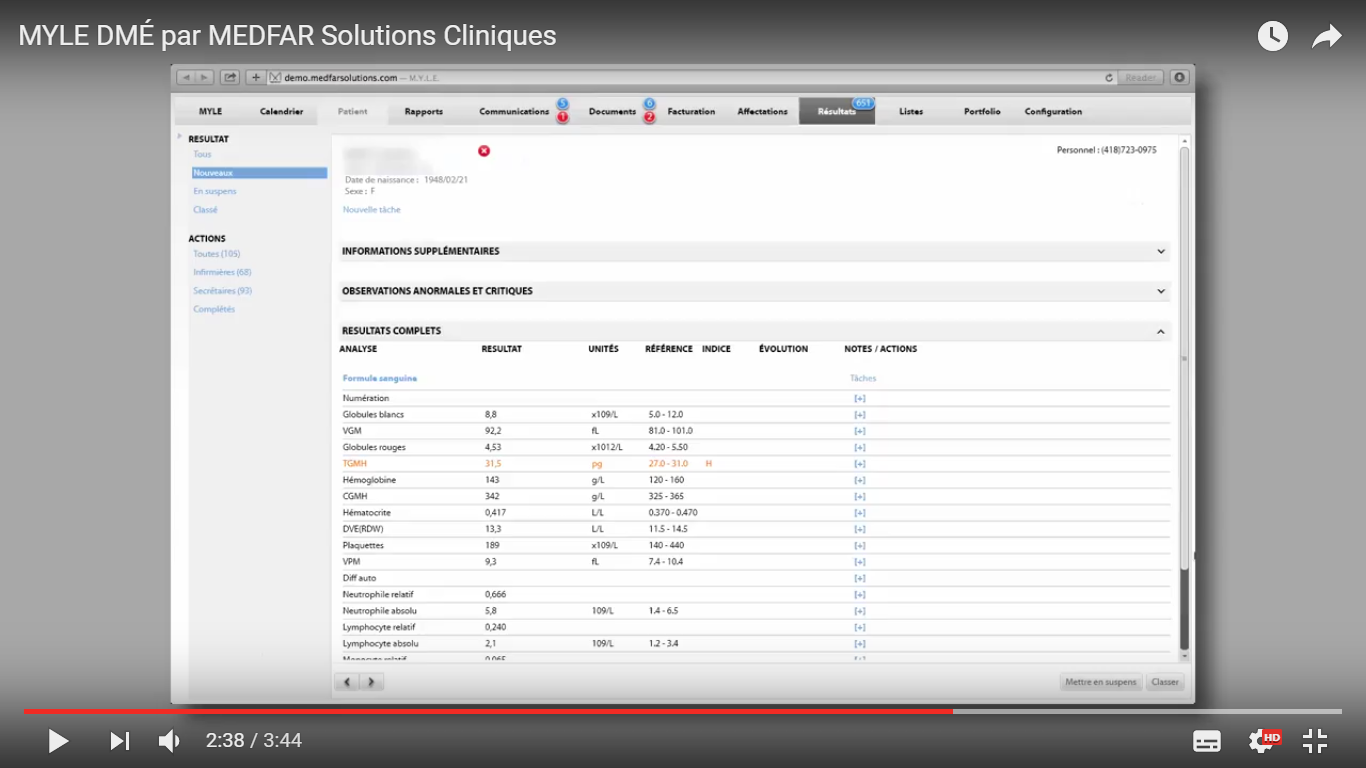 MYLE DMÉ par MEDFAR Solutions Cliniques
demo.medfarsolutions.com — M.Y.L.E.
Reader
MYLE Calendrier Patient Rapports Communications 5 1 Documents 6 2 Facturation Affectations Résultats 651 Listes Portfolio Configuration
RESULTAT
Tous
Nouveaux
En suspens
Classé
ACTIONS
Toutes (105)
Infirmières (68)
Secrétaires (93)
Complétés
Personnel : (418)723-0975
Date de naissance : 1948/02/21
Sexe : F
Nouvelle tâche
INFORMATIONS SUPPLÉMENTAIRES
OBSERVATIONS ANORMALES ET CRITIQUES
RESULTATS COMPLETS
ANALYSE RESULTAT UNITÉS RÉFÉRENCE INDICE ÉVOLUTION NOTES / ACTIONS
Formule sanguine Tâches
Numération [+]
Globules blancs 8,8 x109/L 5.0 - 12.0 [+]
VGM 92,2 fL 81.0 - 101.0 [+]
Globules rouges 4,53 x1012/L 4.20 - 5.50 [+]
TGMH 31,5 pg 27.0 - 31.0 H [+]
Hémoglobine 143 g/L 120 - 160 [+]
CGMH 342 g/L 325 - 365 [+]
Hématocrite 0,417 L/L 0.370 - 0.470 [+]
DVE(RDW) 13,3 L/L 11.5 - 14.5 [+]
Plaquettes 189 x109/L 140 - 440 [+]
VPM 9,3 fL 7.4 - 10.4 [+]
Diff auto [+]
Neutrophile relatif 0,666 [+]
Neutrophile absolu 5,8 109/L 1.4 - 6.5 [+]
Lymphocyte relatif 0,240 [+]
Lymphocyte absolu 2,1 109/L 1.2 - 3.4 [+]
Monocyte relatif 0,065 [+]
Mettre en suspens Classer
2:38 / 3:44
HD